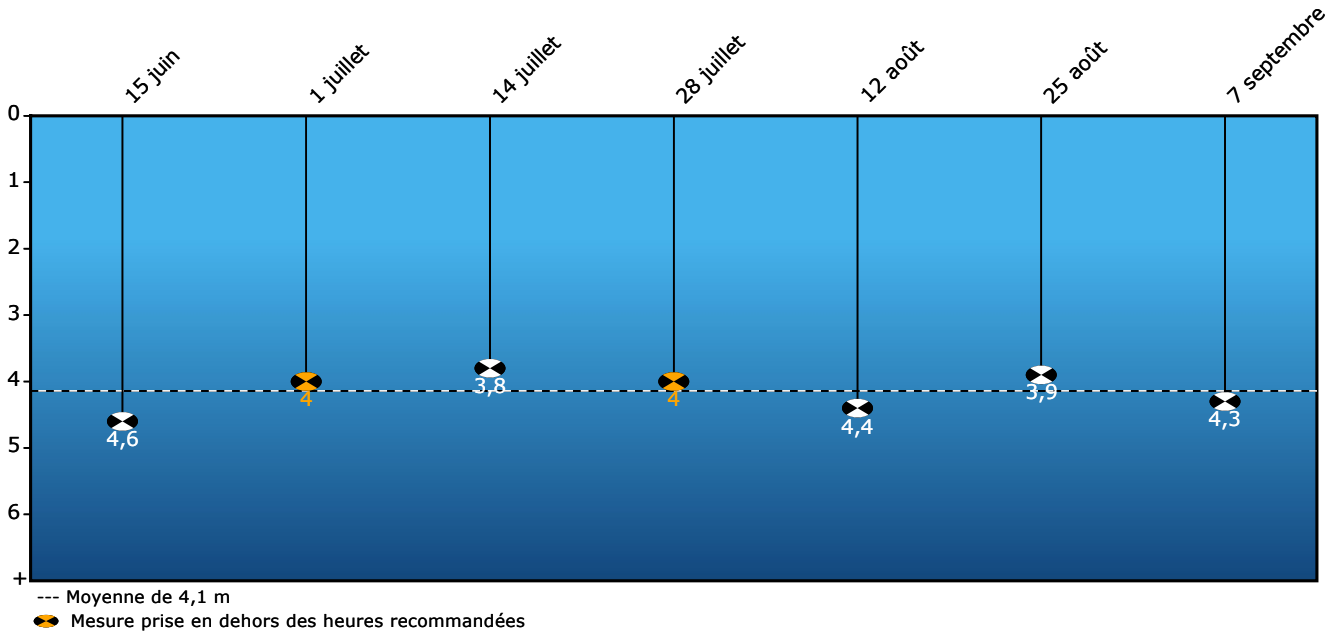 15 juin
1 juillet
14 juillet
28 juillet
12 août
25 août
7 septembre
0
1
2
3
4
5
6
+
4,6
4
3,8
4
4,4
3,9
4,3
--- Moyenne de 4,1 m
Mesure prise en dehors des heures recommandées